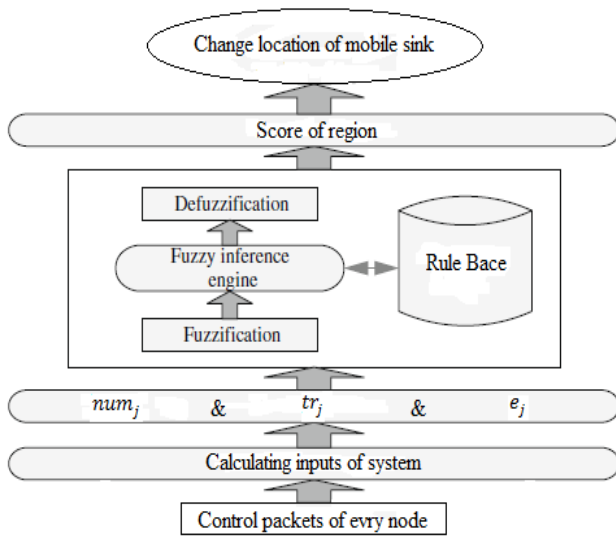 Change location of mobile sink
Score of region
Defuzzification
Fuzzy inference
engine
Rule Bace
Fuzzification
num_j & tr_j & e_j
Calculating inputs of system
Control packets of evry node